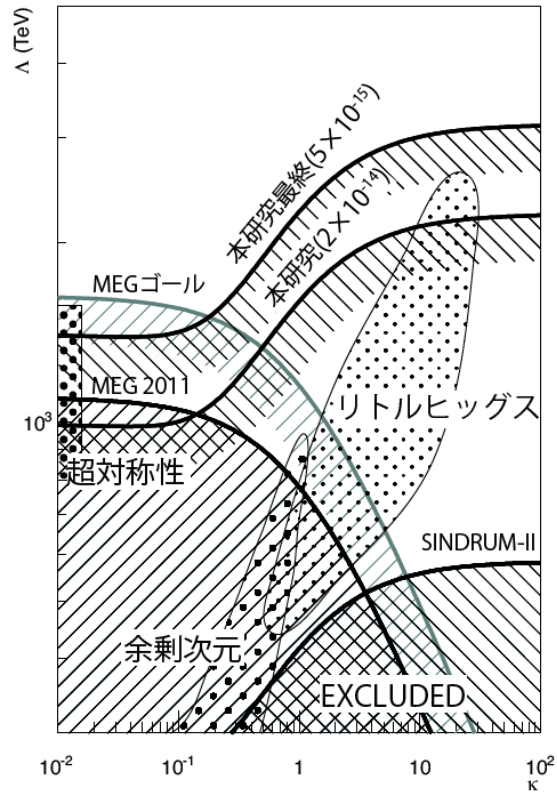 Λ (TeV)
本研究最終(5×10-15)
本研究(2×10-14)
MEGゴール
MEG 2011
10³
リトルヒッグス
超対称性
SINDRUM-II
余剰次元
EXCLUDED
10-2 10-1 1 10 10²
κ